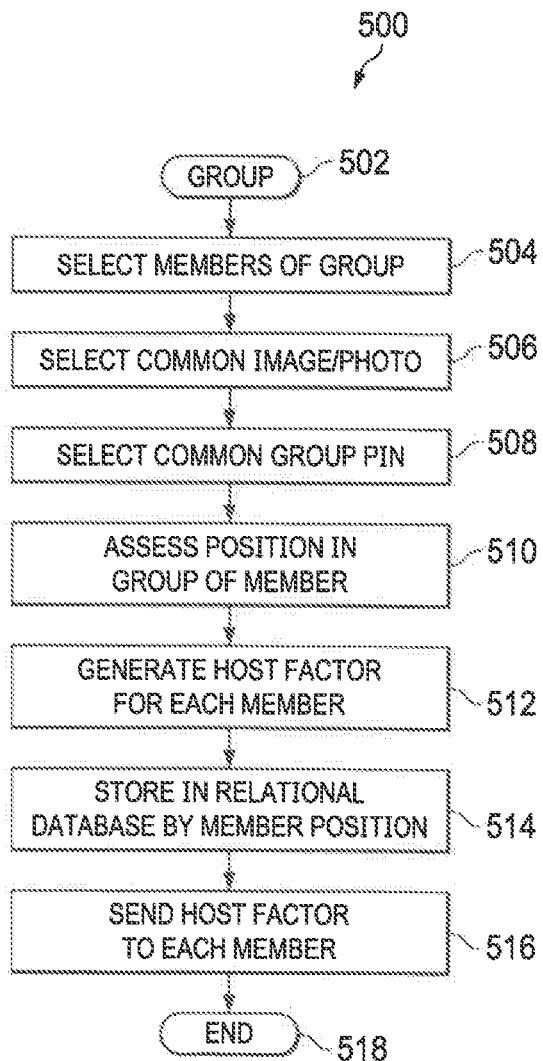 500
GROUP 502
SELECT MEMBERS OF GROUP 504
SELECT COMMON IMAGE/PHOTO 506
SELECT COMMON GROUP PIN 508
ASSESS POSITION IN
GROUP OF MEMBER 510
GENERATE HOST FACTOR
FOR EACH MEMBER 512
STORE IN RELATIONAL
DATABASE BY MEMBER POSITION 514
SEND HOST FACTOR
TO EACH MEMBER 516
END 518